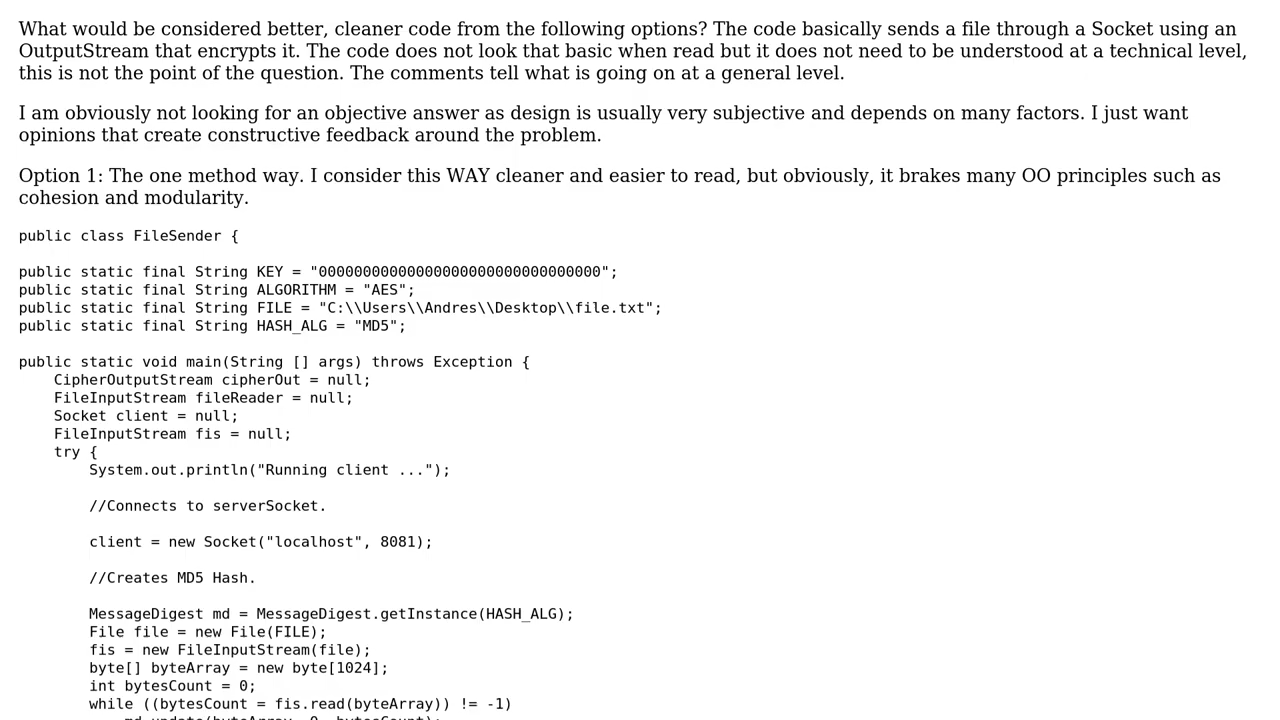 What would be considered better, cleaner code from the following options? The code basically sends a file through a Socket using an
OutputStream that encrypts it. The code does not look that basic when read but it does not need to be understood at a technical level,
this is not the point of the question. The comments tell what is going on at a general level.
I am obviously not looking for an objective answer as design is usually very subjective and depends on many factors. I just want
opinions that create constructive feedback around the problem.
Option 1: The one method way. I consider this WAY cleaner and easier to read, but obviously, it brakes many OO principles such as
cohesion and modularity.
public class FileSender {
public static final String KEY = "00000000000000000000000000000000";
public static final String ALGORITHM = "AES";
public static final String FILE = "C:\\Users\\Andres\\Desktop\\file.txt";
public static final String HASH_ALG = "MD5";
public static void main(String [] args) throws Exception {
    CipherOutputStream cipherOut = null;
    FileInputStream fileReader = null;
    Socket client = null;
    FileInputStream fis = null;
    try {
        System.out.println("Running client ...");
        //Connects to serverSocket.
        client = new Socket("localhost", 8081);
        //Creates MD5 Hash.
        MessageDigest md = MessageDigest.getInstance(HASH_ALG);
        File file = new File(FILE);
        fis = new FileInputStream(file);
        byte[] byteArray = new byte[1024];
        int bytesCount = 0;
        while ((bytesCount = fis.read(byteArray)) != -1)
            md.update(byteArray, 0, bytesCount);